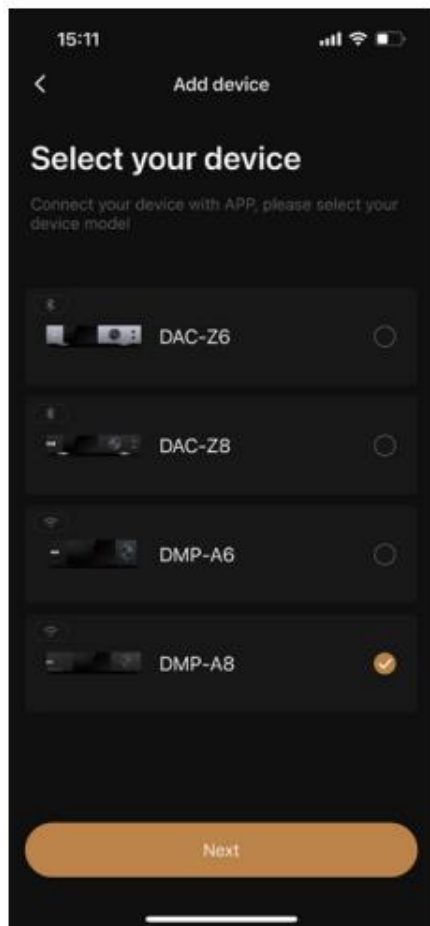 15:11
Add device
Select your device
Connect your device with APP, please select your
device model
DAC-Z6
DAC-Z8
DMP-A6
DMP-A8
Next